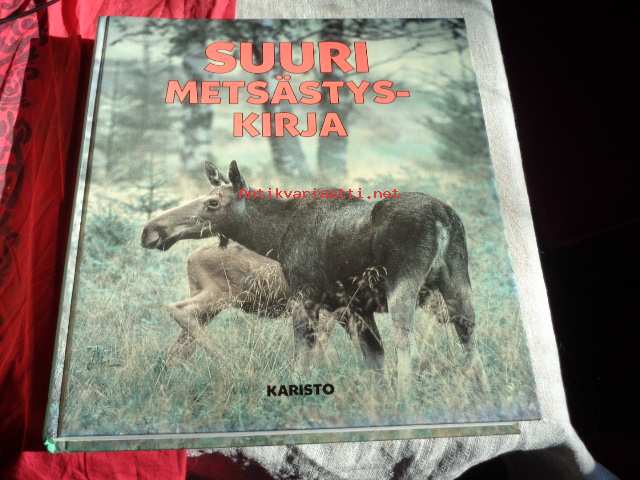 SUURI
METSÄSTYS-
KIRJA
Antikvariaatti.net
KARISTO